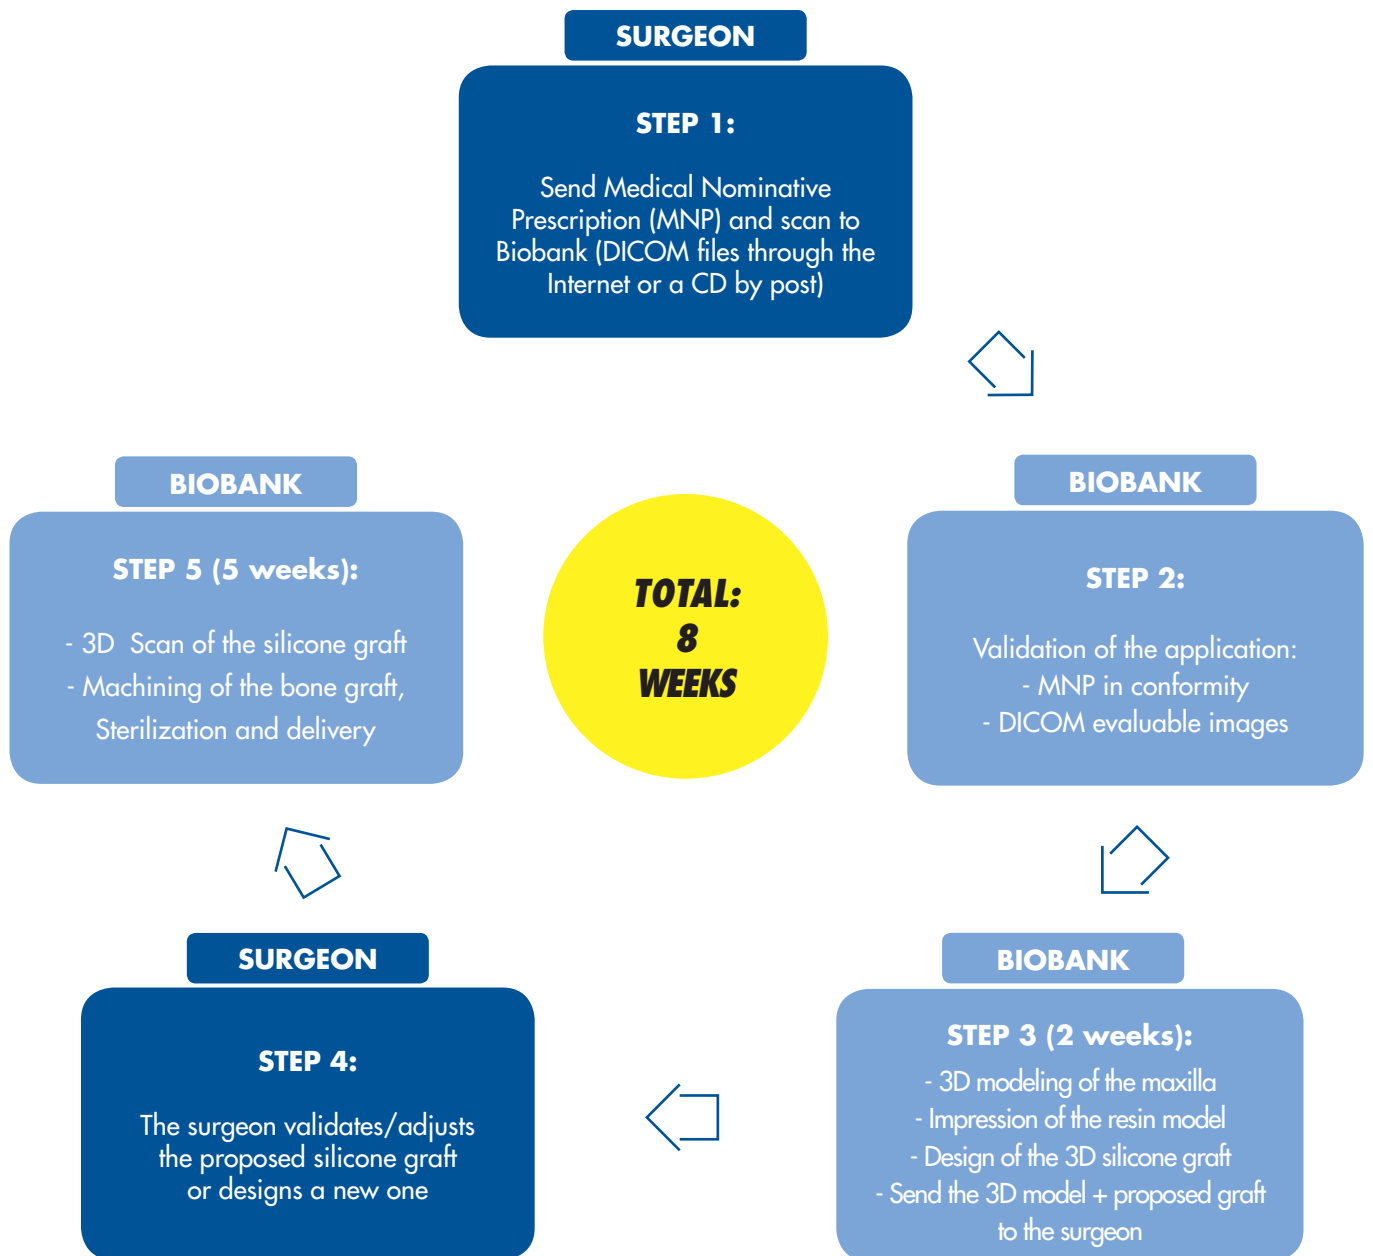 SURGEON
STEP 1:
Send Medical Nominative
Prescription (MNP) and scan to
Biobank (DICOM files through the
Internet or a CD by post)
BIOBANK
STEP 2:
Validation of the application:
- MNP in conformity
- DICOM evaluable images
BIOBANK
STEP 3 (2 weeks):
- 3D modeling of the maxilla
- Impression of the resin model
- Design of the 3D silicone graft
- Send the 3D model + proposed graft
to the surgeon
SURGEON
STEP 4:
The surgeon validates/adjusts
the proposed silicone graft
or designs a new one
BIOBANK
STEP 5 (5 weeks):
- 3D Scan of the silicone graft
- Machining of the bone graft,
Sterilization and delivery
TOTAL:
8
WEEKS